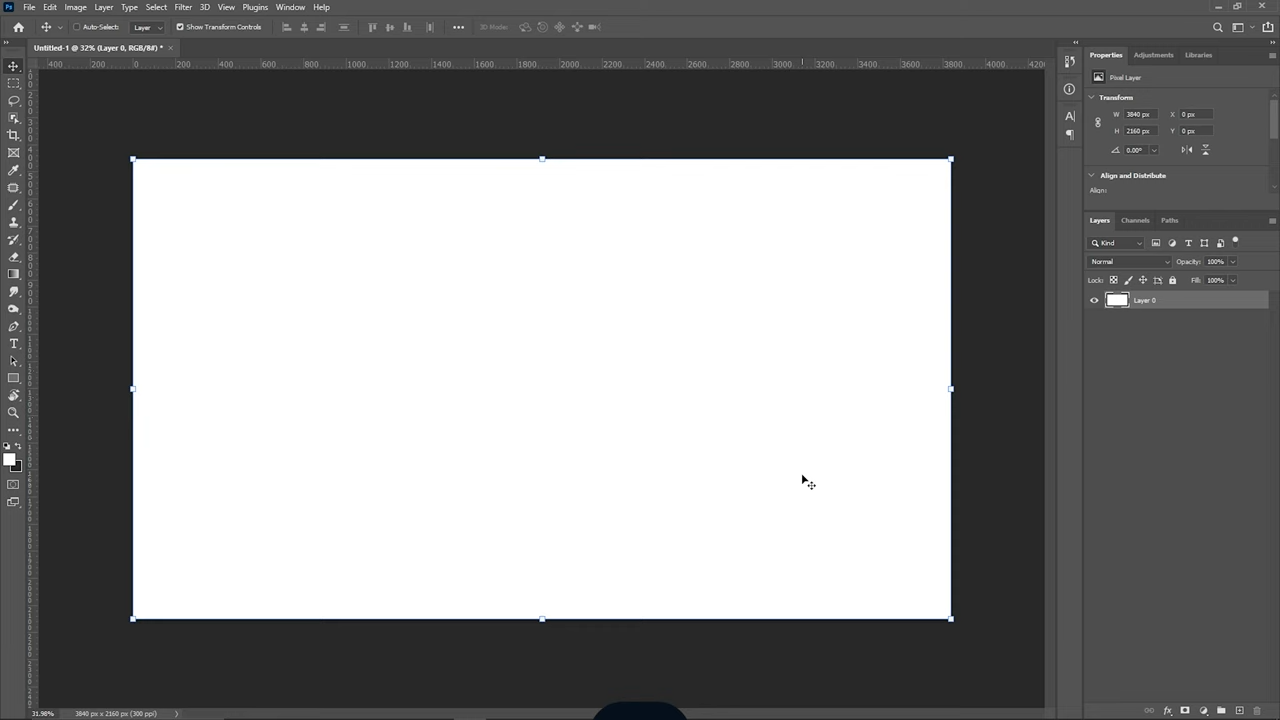 Ps File Edit Image Layer Type Select Filter 3D View Plugins Window Help
Auto-Select: Layer Show Transform Controls 3D Mode:
Untitled-1 @ 32% (Layer 0, RGB/8#) *
400 200 0 200 400 600 800 1000 1200 1400 1600 1800 2000 2200 2400 2600 2800 3000 3200 3400 3600 3800 4000 4200
Properties Adjustments Libraries
Pixel Layer
Transform
W 3840 px X 0 px
H 2160 px Y 0 px
0.00°
Align and Distribute
Align:
Layers Channels Paths
Kind
Normal Opacity: 100%
Lock: Fill: 100%
Layer 0
31.98% 3840 px x 2160 px (300 ppi)